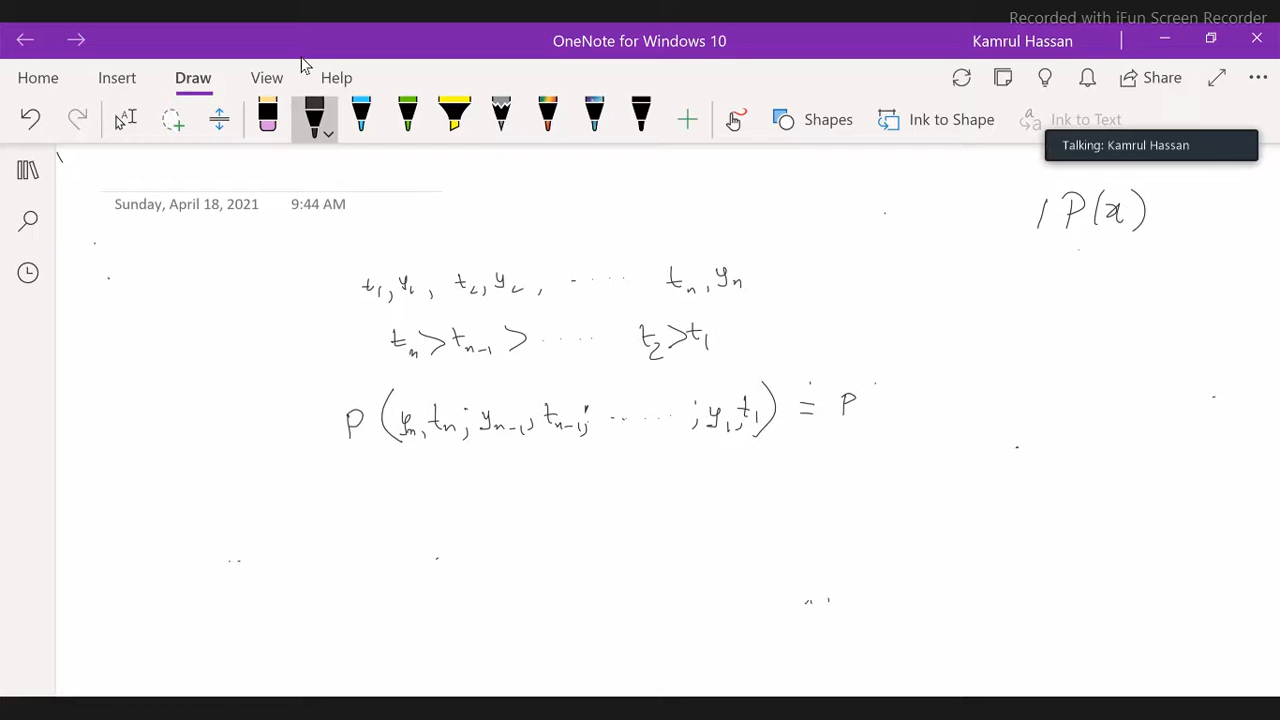 Recorded with iFun Screen Recorder
OneNote for Windows 10
Kamrul Hassan
Home Insert Draw View Help
Share
Shapes Ink to Shape Ink to Text
Talking: Kamrul Hassan
Sunday, April 18, 2021 9:44 AM
P(x)
t₁, y₁, t₂, y₂, ..... tₙ, yₙ
tₙ > tₙ₋₁ > ..... t₂ > t₁
P (yₙ, tₙ; yₙ₋₁, tₙ₋₁; ...... ; y₁, t₁) = P